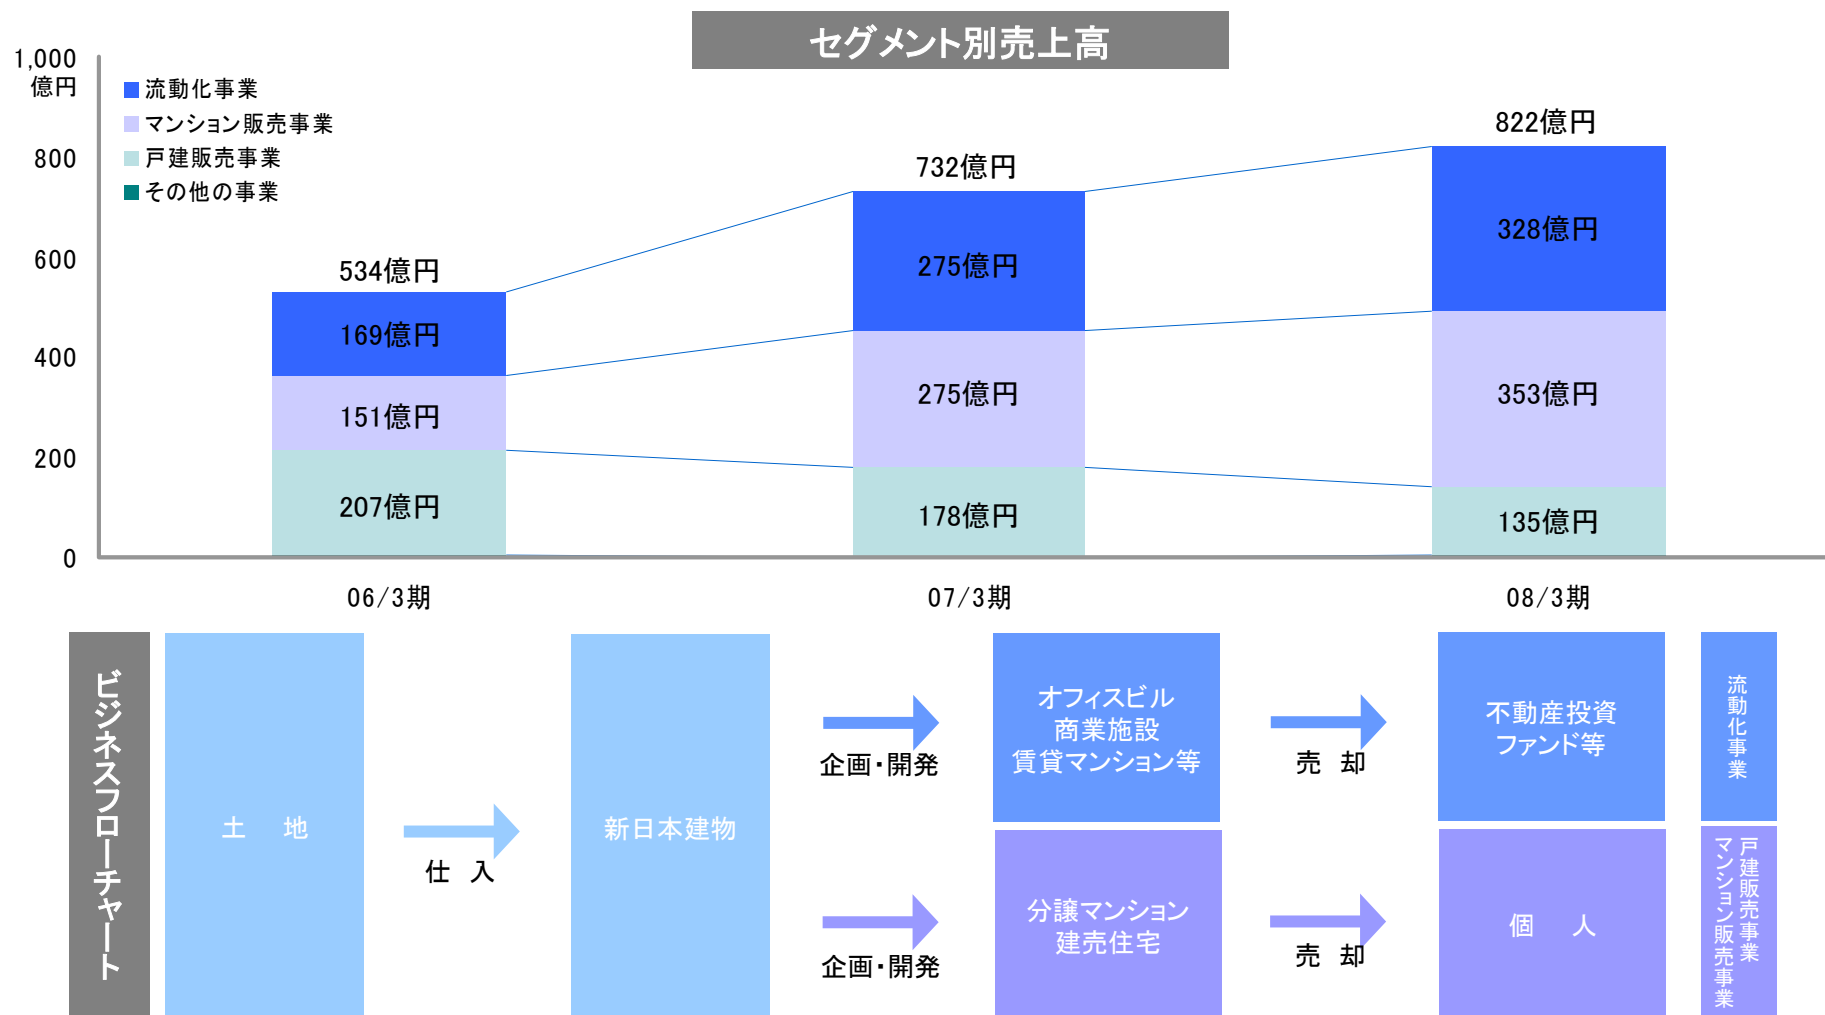 セグメント別売上高
1,000
億円
800
600
400
200
0
流動化事業
マンション販売事業
戸建販売事業
その他の事業
534億円
169億円
151億円
207億円
732億円
275億円
275億円
178億円
822億円
328億円
353億円
135億円
06/3期
07/3期
08/3期
ビジネスフローチャート
土 地
仕 入
新日本建物
企画・開発
オフィスビル
商業施設
賃貸マンション等
売 却
不動産投資
ファンド等
流動化事業
企画・開発
分譲マンション
建売住宅
売 却
個 人
戸建販売事業
マンション販売事業